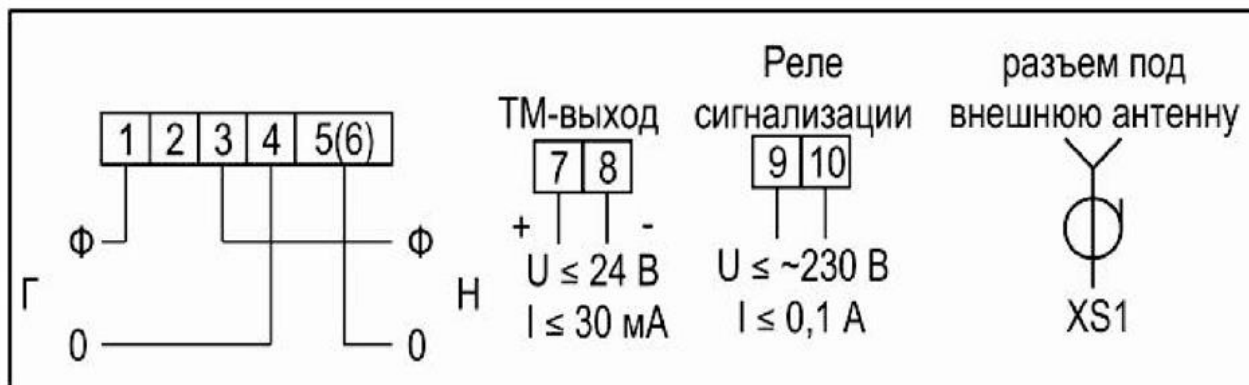 1 2 3 4 5(6)
Ф
Ф
Г
Н
0
0
ТМ-выход
7 8
+ -
U ≤ 24 В
I ≤ 30 мА
Реле
сигнализации
9 10
U ≤ ~230 В
I ≤ 0,1 А
разъем под
внешнюю антенну
XS1